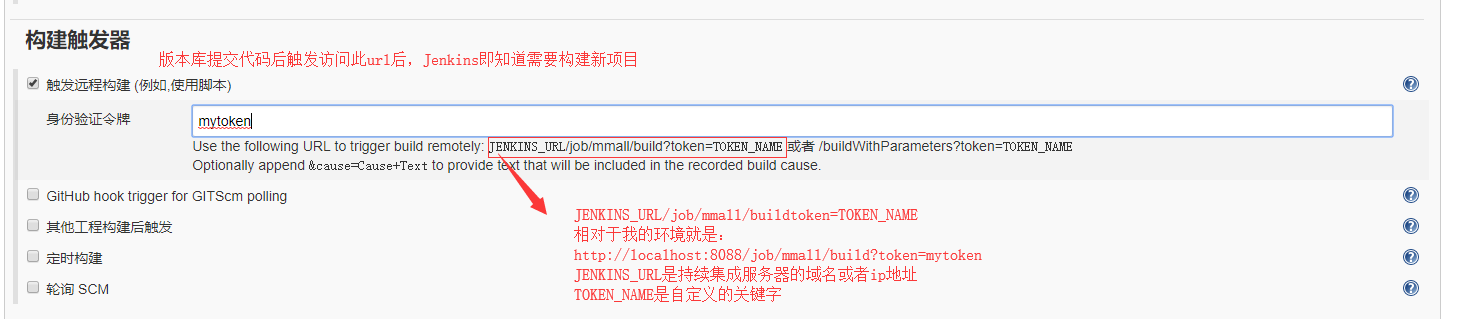 构建触发器
版本库提交代码后触发访问此url后，Jenkins即知道需要构建新项目
触发远程构建 (例如,使用脚本)
身份验证令牌
mytoken
Use the following URL to trigger build remotely: JENKINS_URL/job/mmall/build?token=TOKEN_NAME 或者 /buildWithParameters?token=TOKEN_NAME
Optionally append &cause=Cause+Text to provide text that will be included in the recorded build cause.
GitHub hook trigger for GITScm polling
其他工程构建后触发
定时构建
轮询 SCM
JENKINS_URL/job/mmall/buildtoken=TOKEN_NAME
相对于我的环境就是:
http://localhost:8088/job/mmall/build?token=mytoken
JENKINS_URL是持续集成服务器的域名或者ip地址
TOKEN_NAME是自定义的关键字